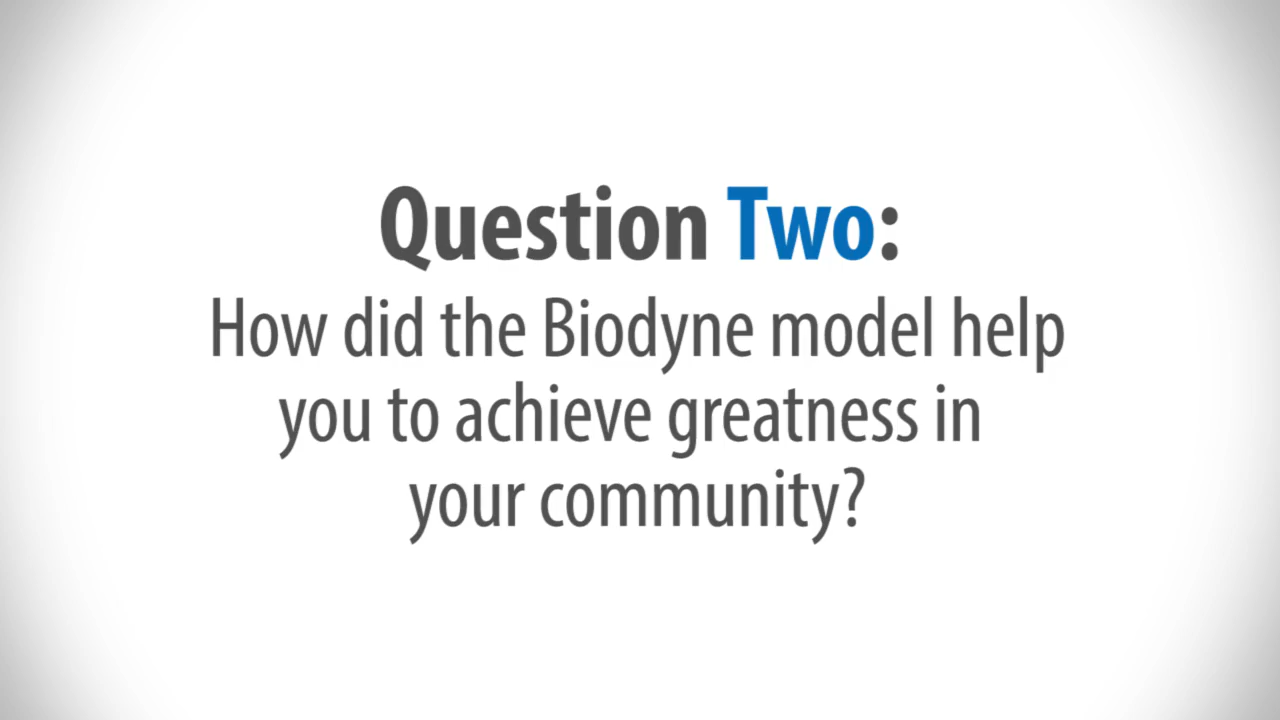 Question Two:
How did the Biodyne model help
you to achieve greatness in
your community?